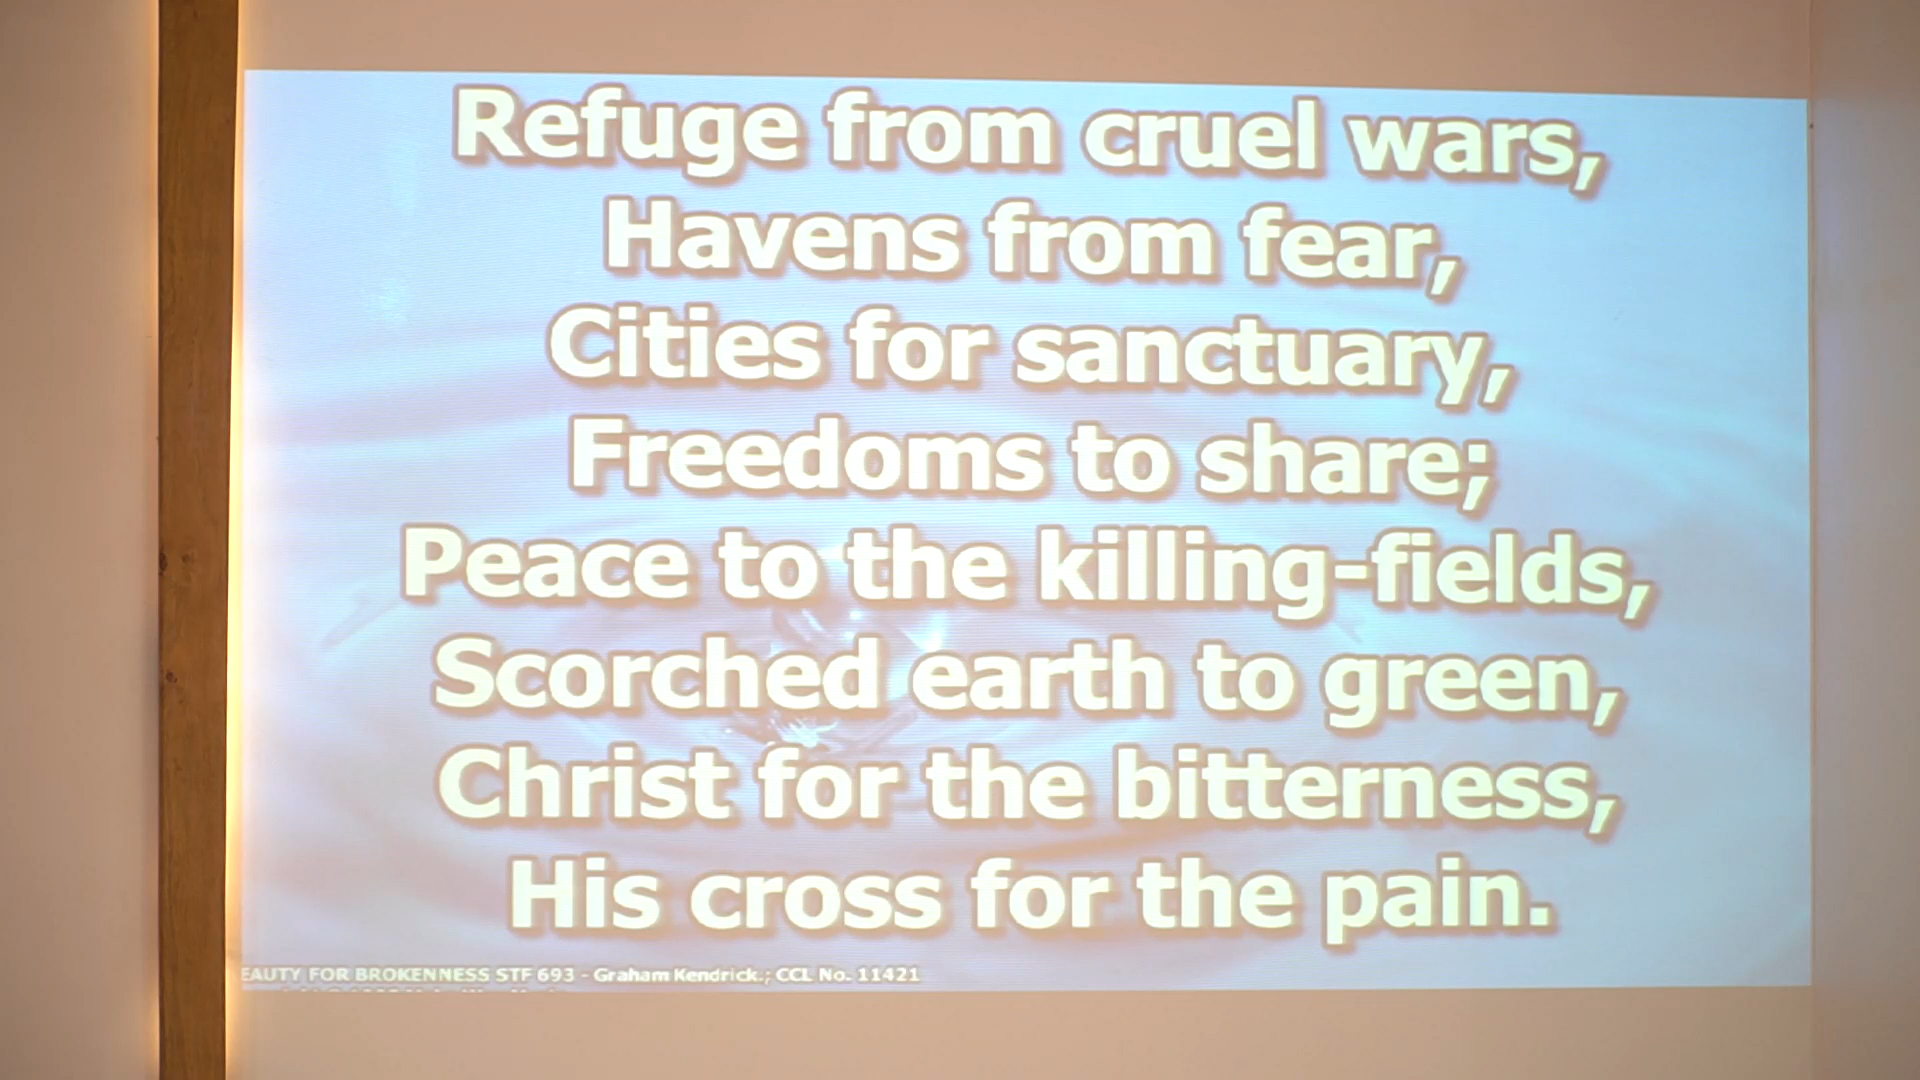 Refuge from cruel wars,
Havens from fear,
Cities for sanctuary,
Freedoms to share;
Peace to the killing-fields,
Scorched earth to green,
Christ for the bitterness,
His cross for the pain.
EAUTY FOR BROKENNESS STF 693 - Graham Kendrick.; CCL No. 11421